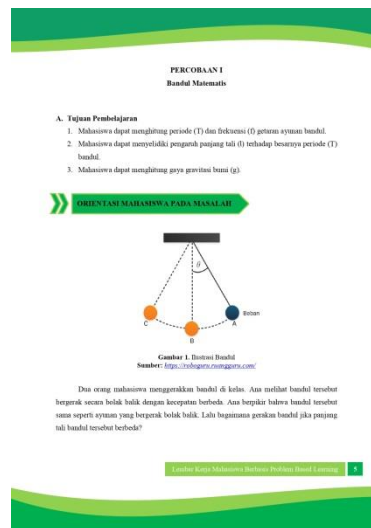 PERCOBAAN I
Bandul Matematis
A. Tujuan Pembelajaran
1. Mahasiswa dapat menghitung periode (T) dan frekuensi (f) getaran ayunan bandul.
2. Mahasiswa dapat menyelidiki pengaruh panjang tali (l) terhadap besarnya periode (T)
bandul.
3. Mahasiswa dapat menghitung gaya gravitasi bumi (g).
ORIENTASI MAHASISWA PADA MASALAH
θ
Beban
C
A
B
Gambar 1. Ilustrasi Bandul
Sumber: https://roboguru.ruangguru.com/
Dua orang mahasiswa menggerakkan bandul di kelas. Ana melihat bandul tersebut
bergerak secara bolak balik dengan kecepatan berbeda. Ana berpikir bahwa bandul tersebut
sama seperti ayunan yang bergerak bolak balik. Lalu bagaimana gerakan bandul jika panjang
tali bandul tersebut berbeda?
Lembar Kerja Mahasiswa Berbasis Problem Based Learning 5